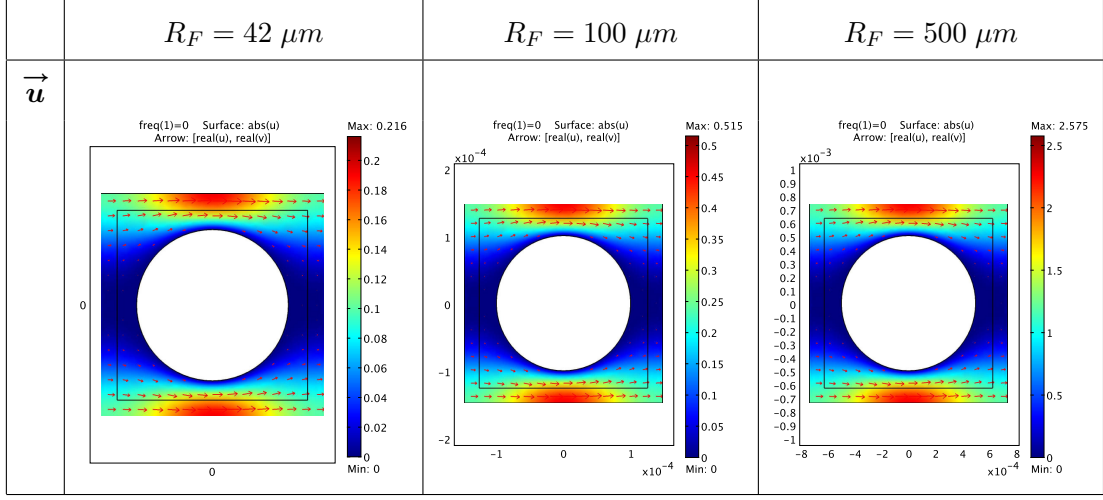 R_F = 42 μm
R_F = 100 μm
R_F = 500 μm
u
freq(1)=0 Surface: abs(u)
Arrow: [real(u), real(v)]
Max: 0.216
0.2
0.18
0.16
0.14
0.12
0.1
0.08
0.06
0.04
0.02
0
Min: 0
0
0
freq(1)=0 Surface: abs(u)
Arrow: [real(u), real(v)]
Max: 0.515
x10⁻⁴
2
1
0
−1
−2
−1 0 1
x10⁻⁴
0.5
0.45
0.4
0.35
0.3
0.25
0.2
0.15
0.1
0.05
0
Min: 0
freq(1)=0 Surface: abs(u)
Arrow: [real(u), real(v)]
Max: 2.575
x10⁻³
1
0.9
0.8
0.7
0.6
0.5
0.4
0.3
0.2
0.1
0
−0.1
−0.2
−0.3
−0.4
−0.5
−0.6
−0.7
−0.8
−0.9
−1
−8 −6 −4 −2 0 2 4 6 8
x10⁻⁴
2.5
2
1.5
1
0.5
0
Min: 0